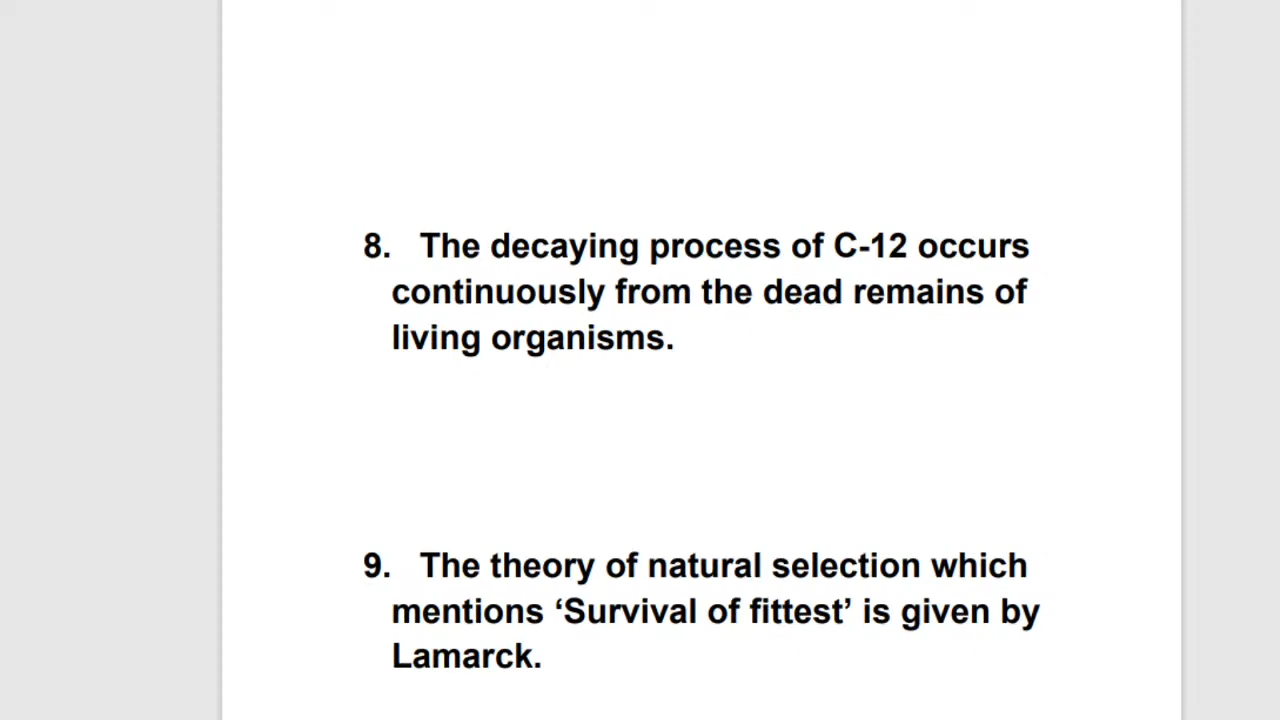 8. The decaying process of C-12 occurs
continuously from the dead remains of
living organisms.
9. The theory of natural selection which
mentions ‘Survival of fittest’ is given by
Lamarck.